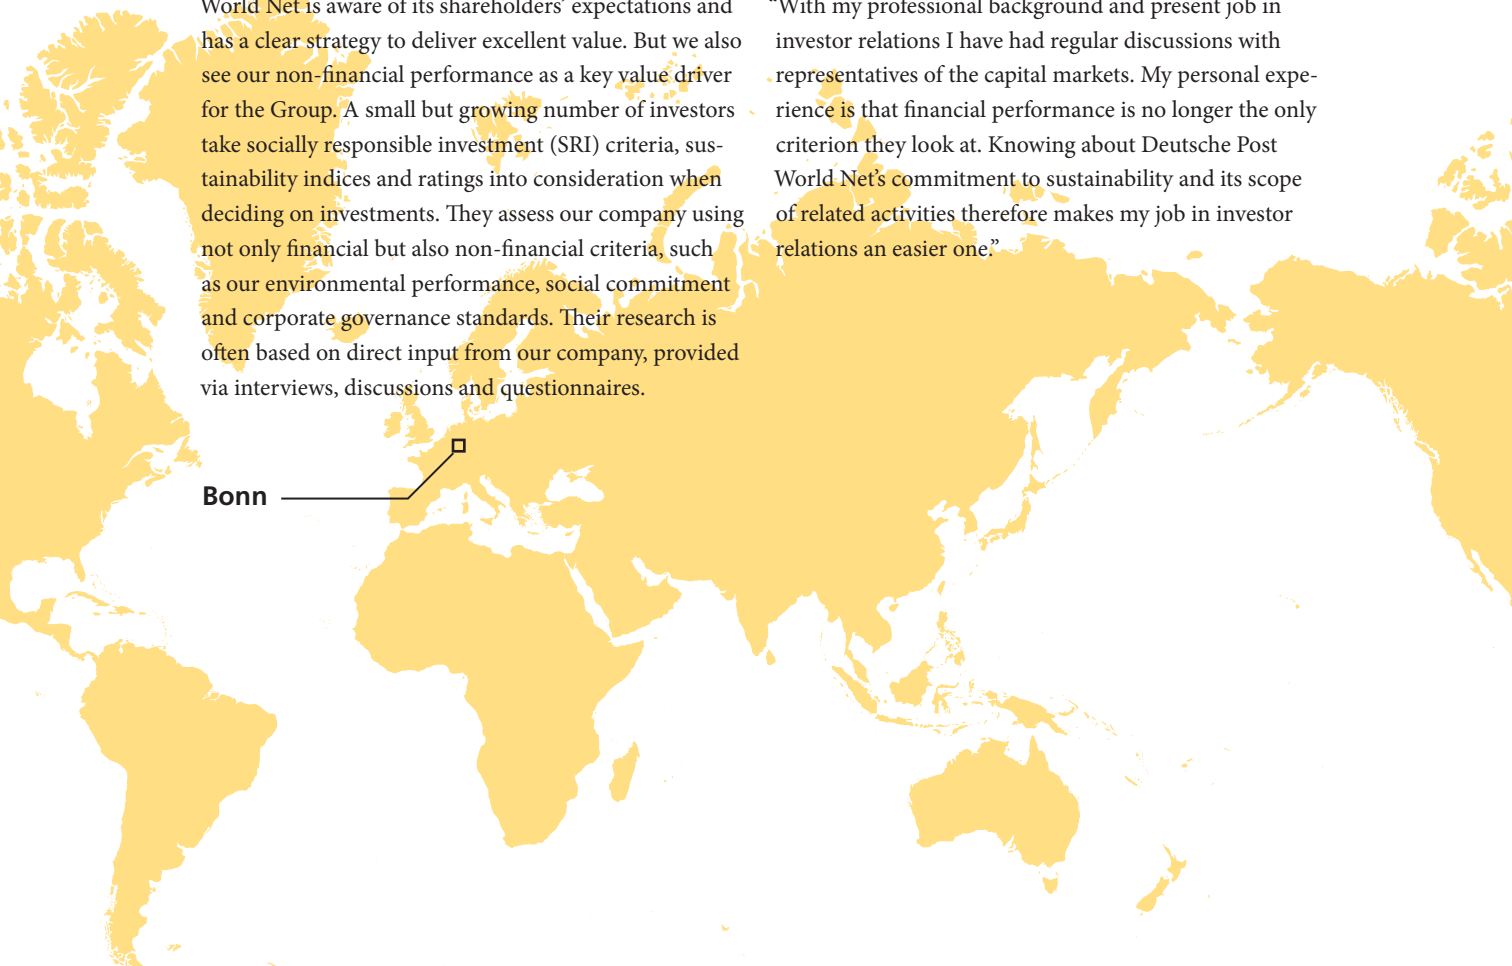 World Net is aware of its shareholders’ expectations and
has a clear strategy to deliver excellent value. But we also
see our non-financial performance as a key value driver
for the Group. A small but growing number of investors
take socially responsible investment (SRI) criteria, sus-
tainability indices and ratings into consideration when
deciding on investments. They assess our company using
not only financial but also non-financial criteria, such
as our environmental performance, social commitment
and corporate governance standards. Their research is
often based on direct input from our company, provided
via interviews, discussions and questionnaires.
“With my professional background and present job in
investor relations I have had regular discussions with
representatives of the capital markets. My personal expe-
rience is that financial performance is no longer the only
criterion they look at. Knowing about Deutsche Post
World Net’s commitment to sustainability and its scope
of related activities therefore makes my job in investor
relations an easier one.”
Bonn